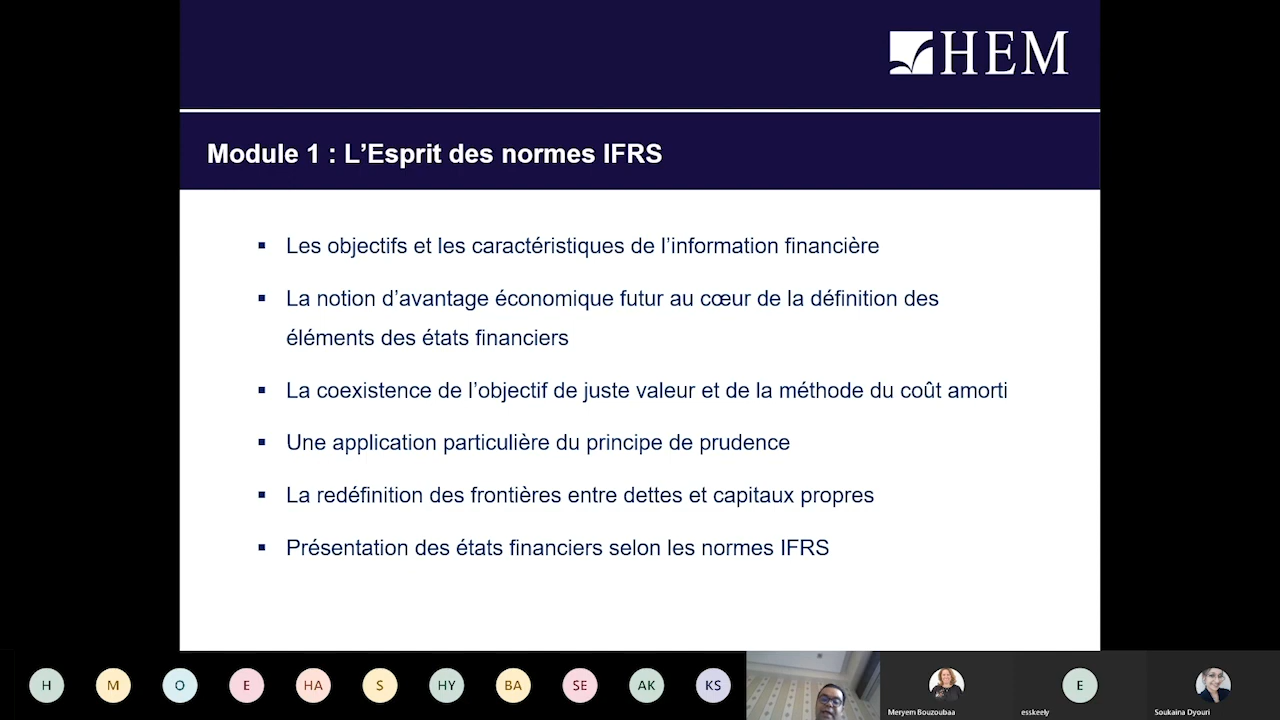 HEM
Module 1 : L’Esprit des normes IFRS
▪ Les objectifs et les caractéristiques de l’information financière
▪ La notion d’avantage économique futur au cœur de la définition des
éléments des états financiers
▪ La coexistence de l’objectif de juste valeur et de la méthode du coût amorti
▪ Une application particulière du principe de prudence
▪ La redéfinition des frontières entre dettes et capitaux propres
▪ Présentation des états financiers selon les normes IFRS
H M O E HA S HY BA SE AK KS E
Meryem Bouzoubaa esskeely Soukaina Dyouri